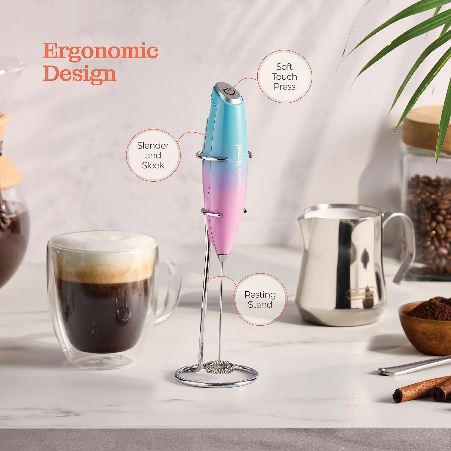 Ergonomic
Design
Soft
Touch
Press
Slender
and
Sleek
Resting
Stand